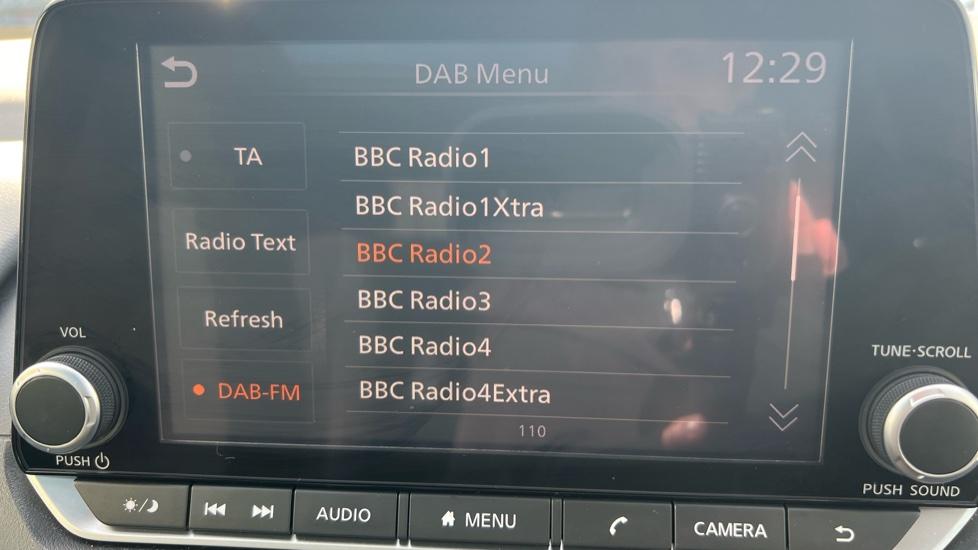 DAB Menu 12:29
TA
Radio Text
Refresh
DAB-FM
BBC Radio1
BBC Radio1Xtra
BBC Radio2
BBC Radio3
BBC Radio4
BBC Radio4Extra
110
VOL
PUSH
TUNE·SCROLL
PUSH SOUND
AUDIO
MENU
CAMERA